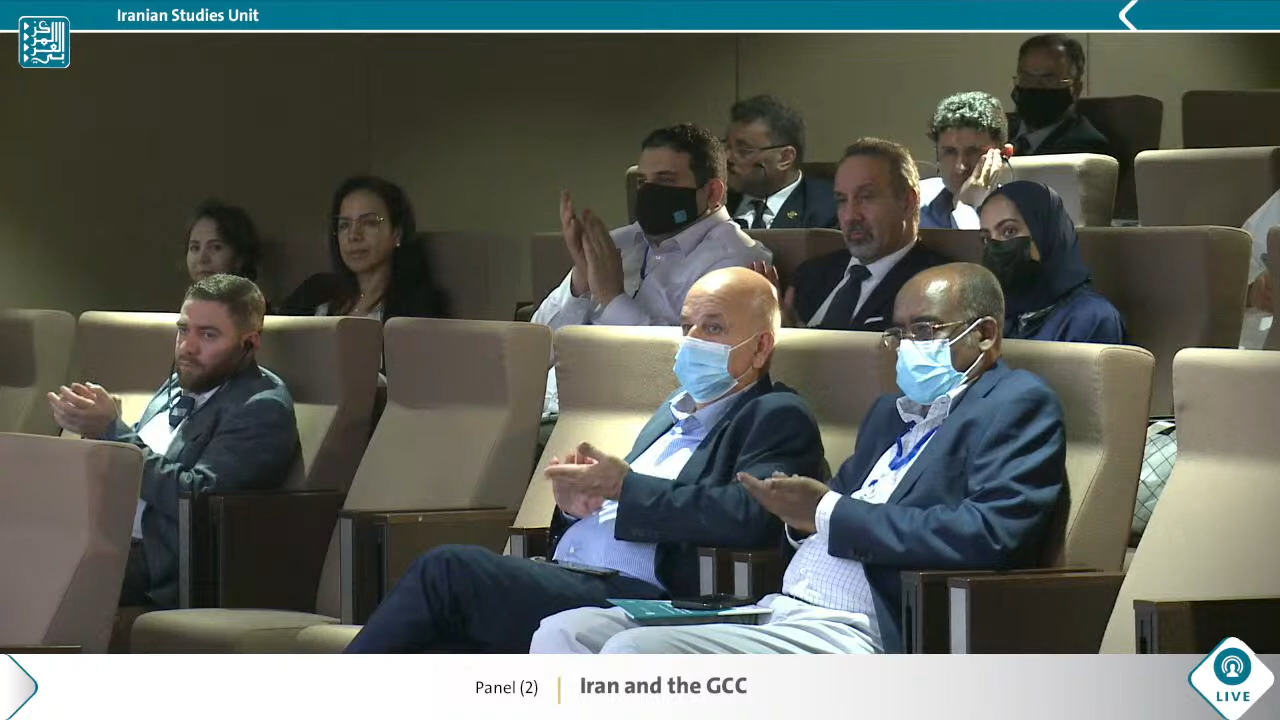 Iranian Studies Unit
Panel (2)
Iran and the GCC
LIVE